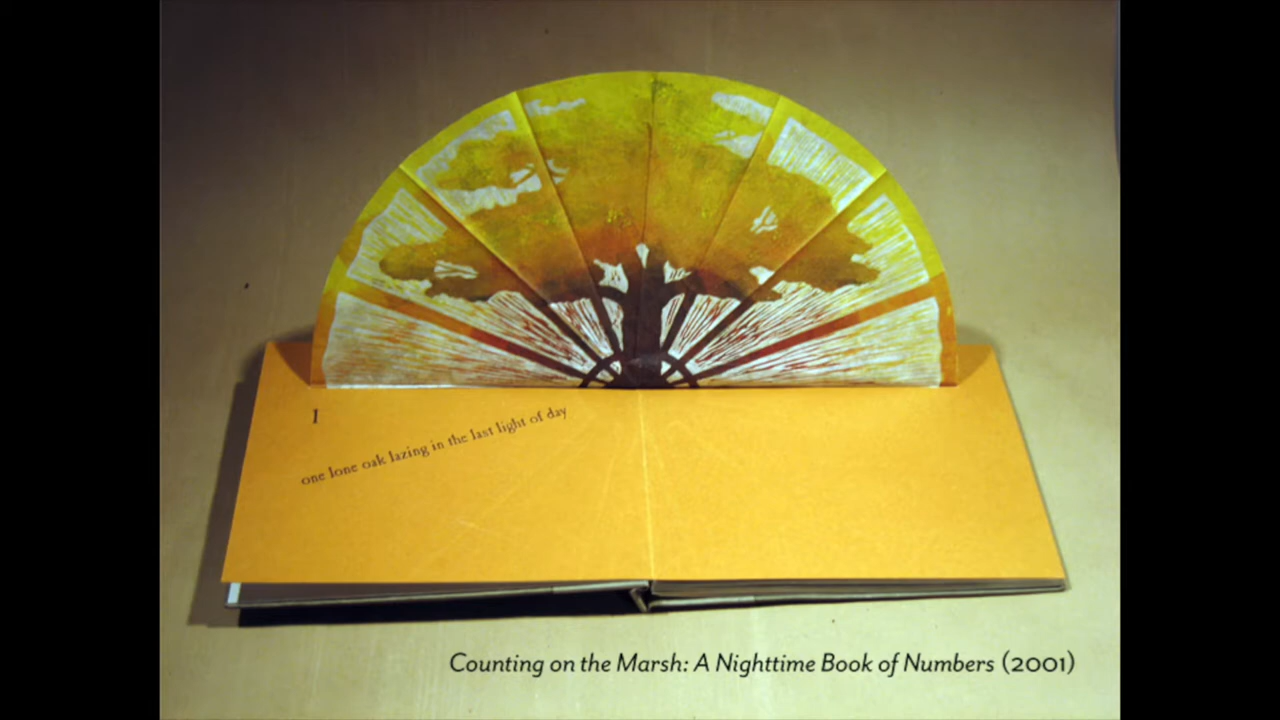 1
one lone oak lazing in the last light of day
Counting on the Marsh: A Nighttime Book of Numbers (2001)